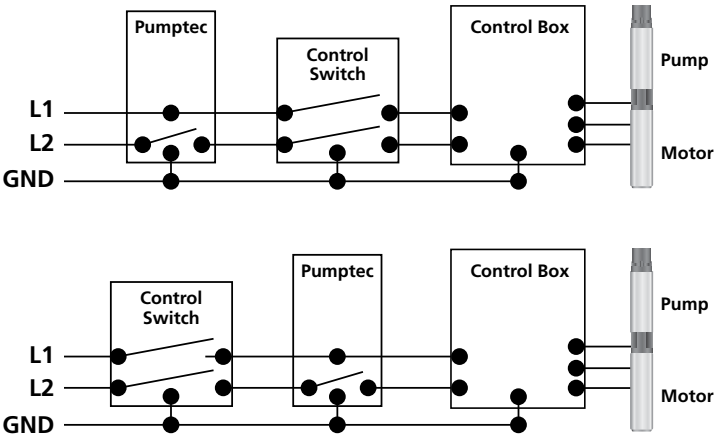 Pumptec
Control
Switch
Control Box
Pump
L1
L2
GND
Motor
Control
Switch
Pumptec
Control Box
Pump
L1
L2
GND
Motor